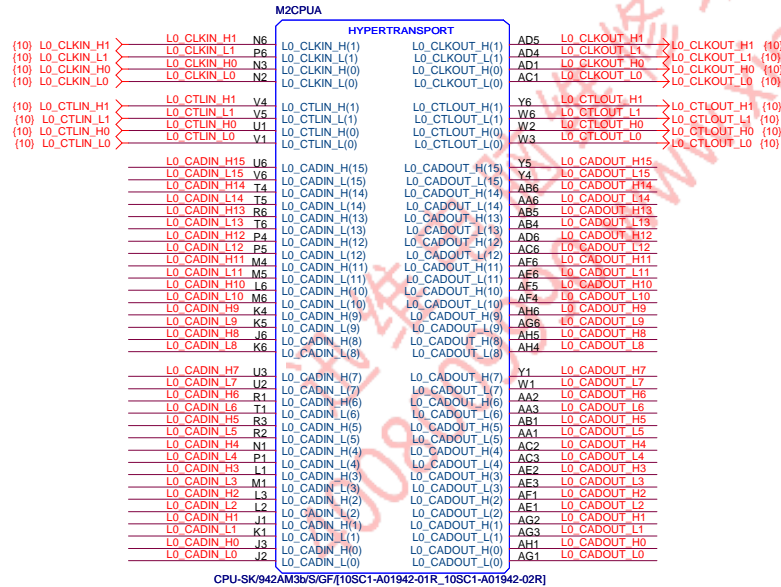 M2CPUA
HYPERTRANSPORT
{10} L0_CLKIN_H1 L0_CLKIN_H1 N6 L0_CLKIN_H(1) L0_CLKOUT_H(1) AD5 L0_CLKOUT_H1 L0_CLKOUT_H1 {10}
{10} L0_CLKIN_L1 L0_CLKIN_L1 P6 L0_CLKIN_L(1) L0_CLKOUT_L(1) AD4 L0_CLKOUT_L1 L0_CLKOUT_L1 {10}
{10} L0_CLKIN_H0 L0_CLKIN_H0 N3 L0_CLKIN_H(0) L0_CLKOUT_H(0) AD1 L0_CLKOUT_H0 L0_CLKOUT_H0 {10}
{10} L0_CLKIN_L0 L0_CLKIN_L0 N2 L0_CLKIN_L(0) L0_CLKOUT_L(0) AC1 L0_CLKOUT_L0 L0_CLKOUT_L0 {10}
{10} L0_CTLIN_H1 L0_CTLIN_H1 V4 L0_CTLIN_H(1) L0_CTLOUT_H(1) Y6 L0_CTLOUT_H1 L0_CTLOUT_H1 {10}
{10} L0_CTLIN_L1 L0_CTLIN_L1 V5 L0_CTLIN_L(1) L0_CTLOUT_L(1) W6 L0_CTLOUT_L1 L0_CTLOUT_L1 {10}
{10} L0_CTLIN_H0 L0_CTLIN_H0 U1 L0_CTLIN_H(0) L0_CTLOUT_H(0) W2 L0_CTLOUT_H0 L0_CTLOUT_H0 {10}
{10} L0_CTLIN_L0 L0_CTLIN_L0 V1 L0_CTLIN_L(0) L0_CTLOUT_L(0) W3 L0_CTLOUT_L0 L0_CTLOUT_L0 {10}
L0_CADIN_H15 U6 L0_CADIN_H(15) L0_CADOUT_H(15) Y5 L0_CADOUT_H15
L0_CADIN_L15 V6 L0_CADIN_L(15) L0_CADOUT_L(15) Y4 L0_CADOUT_L15
L0_CADIN_H14 T4 L0_CADIN_H(14) L0_CADOUT_H(14) AB6 L0_CADOUT_H14
L0_CADIN_L14 T5 L0_CADIN_L(14) L0_CADOUT_L(14) AA6 L0_CADOUT_L14
L0_CADIN_H13 R6 L0_CADIN_H(13) L0_CADOUT_H(13) AB5 L0_CADOUT_H13
L0_CADIN_L13 T6 L0_CADIN_L(13) L0_CADOUT_L(13) AB4 L0_CADOUT_L13
L0_CADIN_H12 P4 L0_CADIN_H(12) L0_CADOUT_H(12) AD6 L0_CADOUT_H12
L0_CADIN_L12 P5 L0_CADIN_L(12) L0_CADOUT_L(12) AC6 L0_CADOUT_L12
L0_CADIN_H11 M4 L0_CADIN_H(11) L0_CADOUT_H(11) AF6 L0_CADOUT_H11
L0_CADIN_L11 M5 L0_CADIN_L(11) L0_CADOUT_L(11) AE6 L0_CADOUT_L11
L0_CADIN_H10 L6 L0_CADIN_H(10) L0_CADOUT_H(10) AF5 L0_CADOUT_H10
L0_CADIN_L10 M6 L0_CADIN_L(10) L0_CADOUT_L(10) AF4 L0_CADOUT_L10
L0_CADIN_H9 K4 L0_CADIN_H(9) L0_CADOUT_H(9) AH6 L0_CADOUT_H9
L0_CADIN_L9 K5 L0_CADIN_L(9) L0_CADOUT_L(9) AG6 L0_CADOUT_L9
L0_CADIN_H8 J6 L0_CADIN_H(8) L0_CADOUT_H(8) AH5 L0_CADOUT_H8
L0_CADIN_L8 K6 L0_CADIN_L(8) L0_CADOUT_L(8) AH4 L0_CADOUT_L8
L0_CADIN_H7 U3 L0_CADIN_H(7) L0_CADOUT_H(7) Y1 L0_CADOUT_H7
L0_CADIN_L7 U2 L0_CADIN_L(7) L0_CADOUT_L(7) W1 L0_CADOUT_L7
L0_CADIN_H6 R1 L0_CADIN_H(6) L0_CADOUT_H(6) AA2 L0_CADOUT_H6
L0_CADIN_L6 T1 L0_CADIN_L(6) L0_CADOUT_L(6) AA3 L0_CADOUT_L6
L0_CADIN_H5 R3 L0_CADIN_H(5) L0_CADOUT_H(5) AB1 L0_CADOUT_H5
L0_CADIN_L5 R2 L0_CADIN_L(5) L0_CADOUT_L(5) AA1 L0_CADOUT_L5
L0_CADIN_H4 N1 L0_CADIN_H(4) L0_CADOUT_H(4) AC2 L0_CADOUT_H4
L0_CADIN_L4 P1 L0_CADIN_L(4) L0_CADOUT_L(4) AC3 L0_CADOUT_L4
L0_CADIN_H3 L1 L0_CADIN_H(3) L0_CADOUT_H(3) AE2 L0_CADOUT_H3
L0_CADIN_L3 M1 L0_CADIN_L(3) L0_CADOUT_L(3) AE3 L0_CADOUT_L3
L0_CADIN_H2 L3 L0_CADIN_H(2) L0_CADOUT_H(2) AF1 L0_CADOUT_H2
L0_CADIN_L2 L2 L0_CADIN_L(2) L0_CADOUT_L(2) AE1 L0_CADOUT_L2
L0_CADIN_H1 J1 L0_CADIN_H(1) L0_CADOUT_H(1) AG2 L0_CADOUT_H1
L0_CADIN_L1 K1 L0_CADIN_L(1) L0_CADOUT_L(1) AG3 L0_CADOUT_L1
L0_CADIN_H0 J3 L0_CADIN_H(0) L0_CADOUT_H(0) AH1 L0_CADOUT_H0
L0_CADIN_L0 J2 L0_CADIN_L(0) L0_CADOUT_L(0) AG1 L0_CADOUT_L0
CPU-SK/942AM3b/S/GF/[10SC1-A01942-01R_10SC1-A01942-02R]